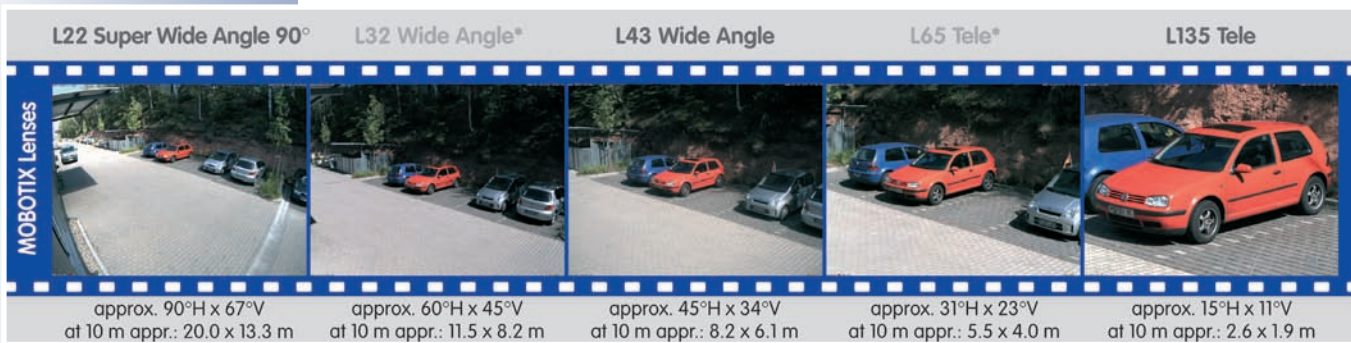 L22 Super Wide Angle 90°
L32 Wide Angle*
L43 Wide Angle
L65 Tele*
L135 Tele
MOBOTIX Lenses
approx. 90°H x 67°V
at 10 m appr.: 20.0 x 13.3 m
approx. 60°H x 45°V
at 10 m appr.: 11.5 x 8.2 m
approx. 45°H x 34°V
at 10 m appr.: 8.2 x 6.1 m
approx. 31°H x 23°V
at 10 m appr.: 5.5 x 4.0 m
approx. 15°H x 11°V
at 10 m appr.: 2.6 x 1.9 m